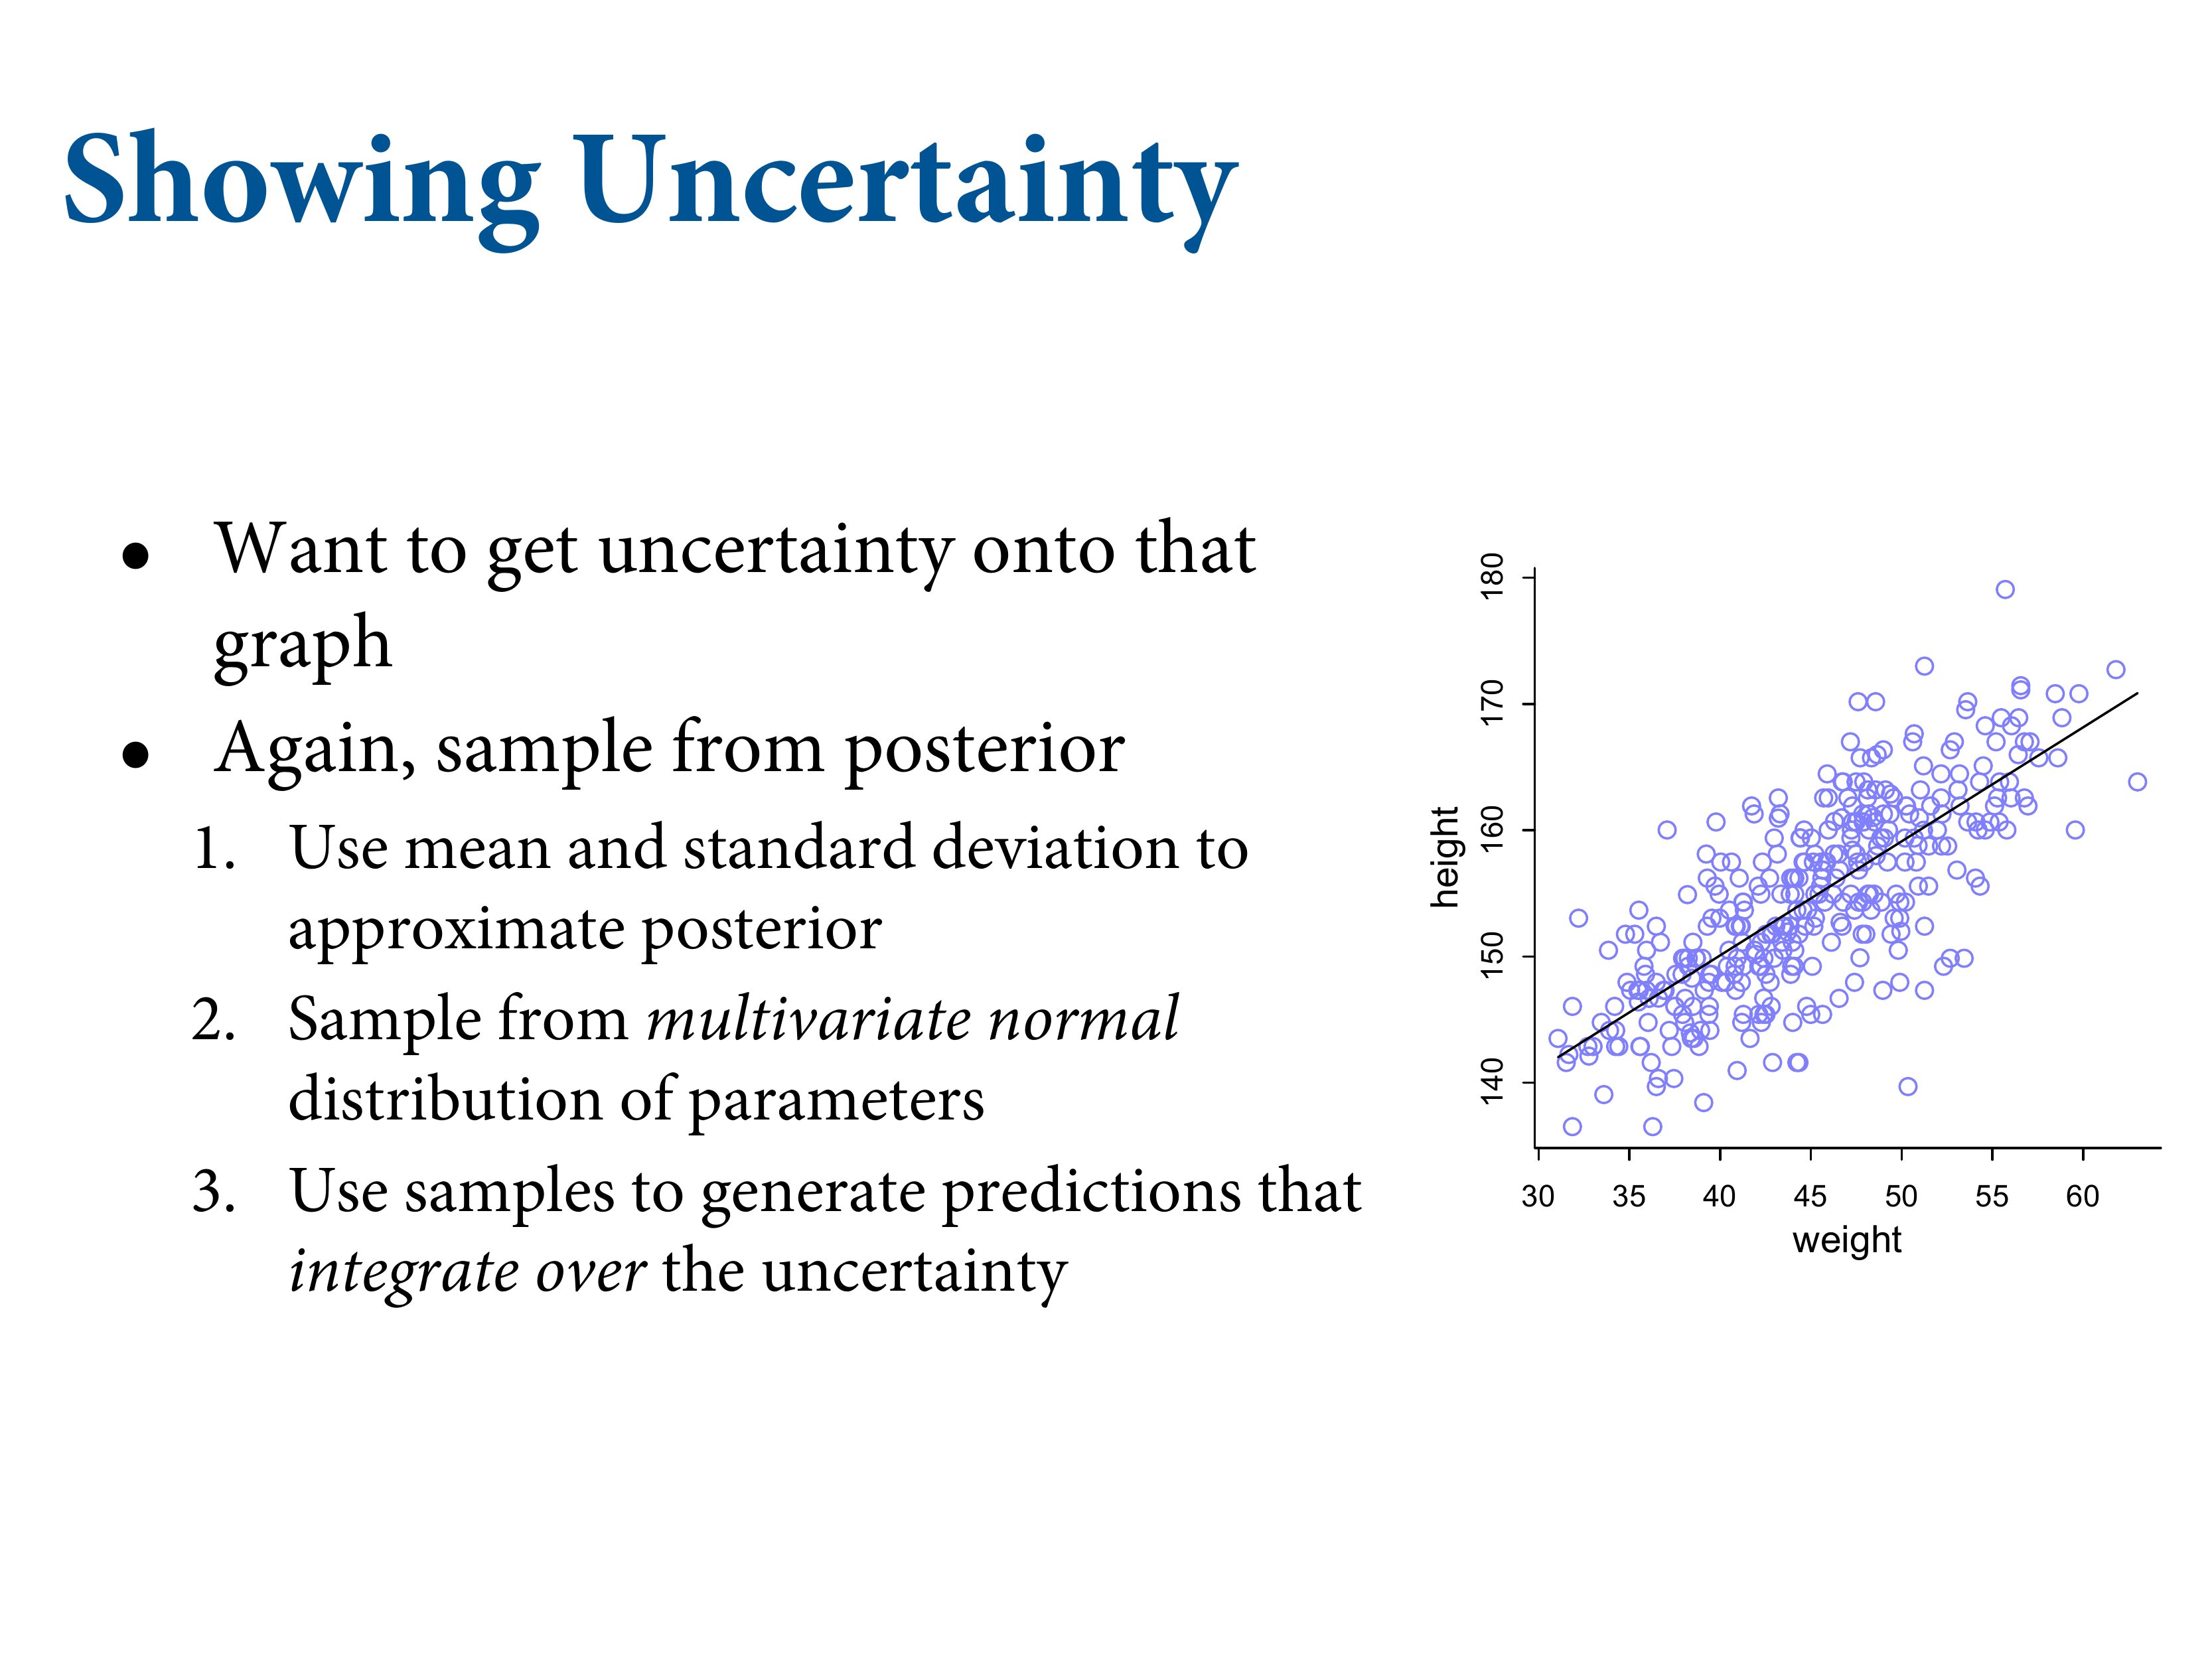 Showing Uncertainty
• Want to get uncertainty onto that
graph
• Again, sample from posterior
1. Use mean and standard deviation to
approximate posterior
2. Sample from multivariate normal
distribution of parameters
3. Use samples to generate predictions that
integrate over the uncertainty
180
170
160
150
140
height
30 35 40 45 50 55 60
weight